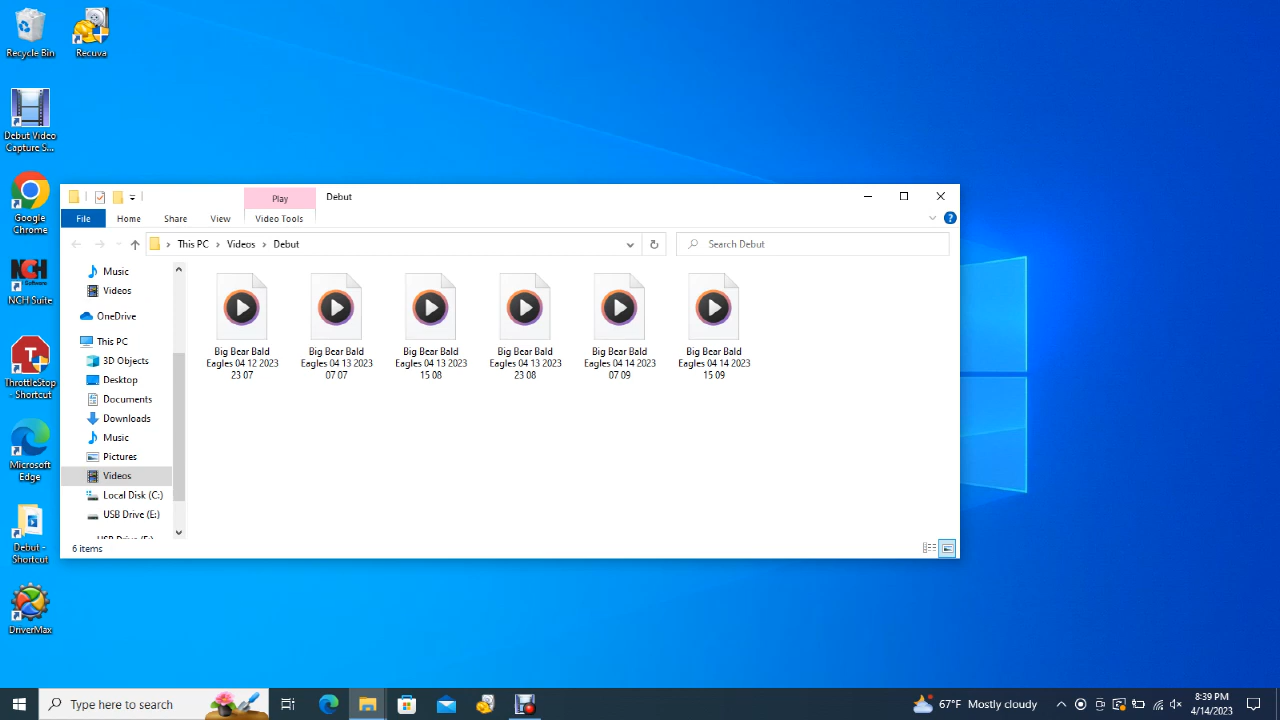 Recycle Bin
Recuva
Debut Video
Capture S...
Google
Chrome
NCH
Software
NCH Suite
ThrottleStop
- Shortcut
Microsoft
Edge
Debut -
Shortcut
DriverMax
Play
Debut
File
Home
Share
View
Video Tools
This PC
Videos
Debut
Search Debut
Music
Videos
OneDrive
This PC
3D Objects
Desktop
Documents
Downloads
Music
Pictures
Videos
Local Disk (C:)
USB Drive (E:)
Big Bear Bald
Eagles 04 12 2023
23 07
Big Bear Bald
Eagles 04 13 2023
07 07
Big Bear Bald
Eagles 04 13 2023
15 08
Big Bear Bald
Eagles 04 13 2023
23 08
Big Bear Bald
Eagles 04 14 2023
07 09
Big Bear Bald
Eagles 04 14 2023
15 09
6 items
Type here to search
67°F Mostly cloudy
8:39 PM
4/14/2023